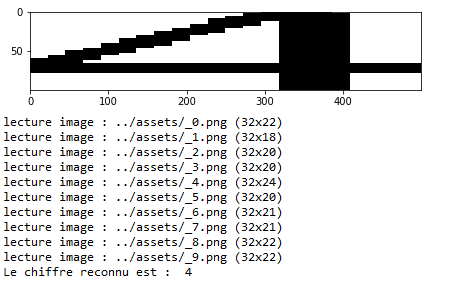 0
50
0 100 200 300 400
lecture image : ../assets/_0.png (32x22)
lecture image : ../assets/_1.png (32x18)
lecture image : ../assets/_2.png (32x20)
lecture image : ../assets/_3.png (32x20)
lecture image : ../assets/_4.png (32x24)
lecture image : ../assets/_5.png (32x20)
lecture image : ../assets/_6.png (32x21)
lecture image : ../assets/_7.png (32x21)
lecture image : ../assets/_8.png (32x22)
lecture image : ../assets/_9.png (32x22)
Le chiffre reconnu est :  4